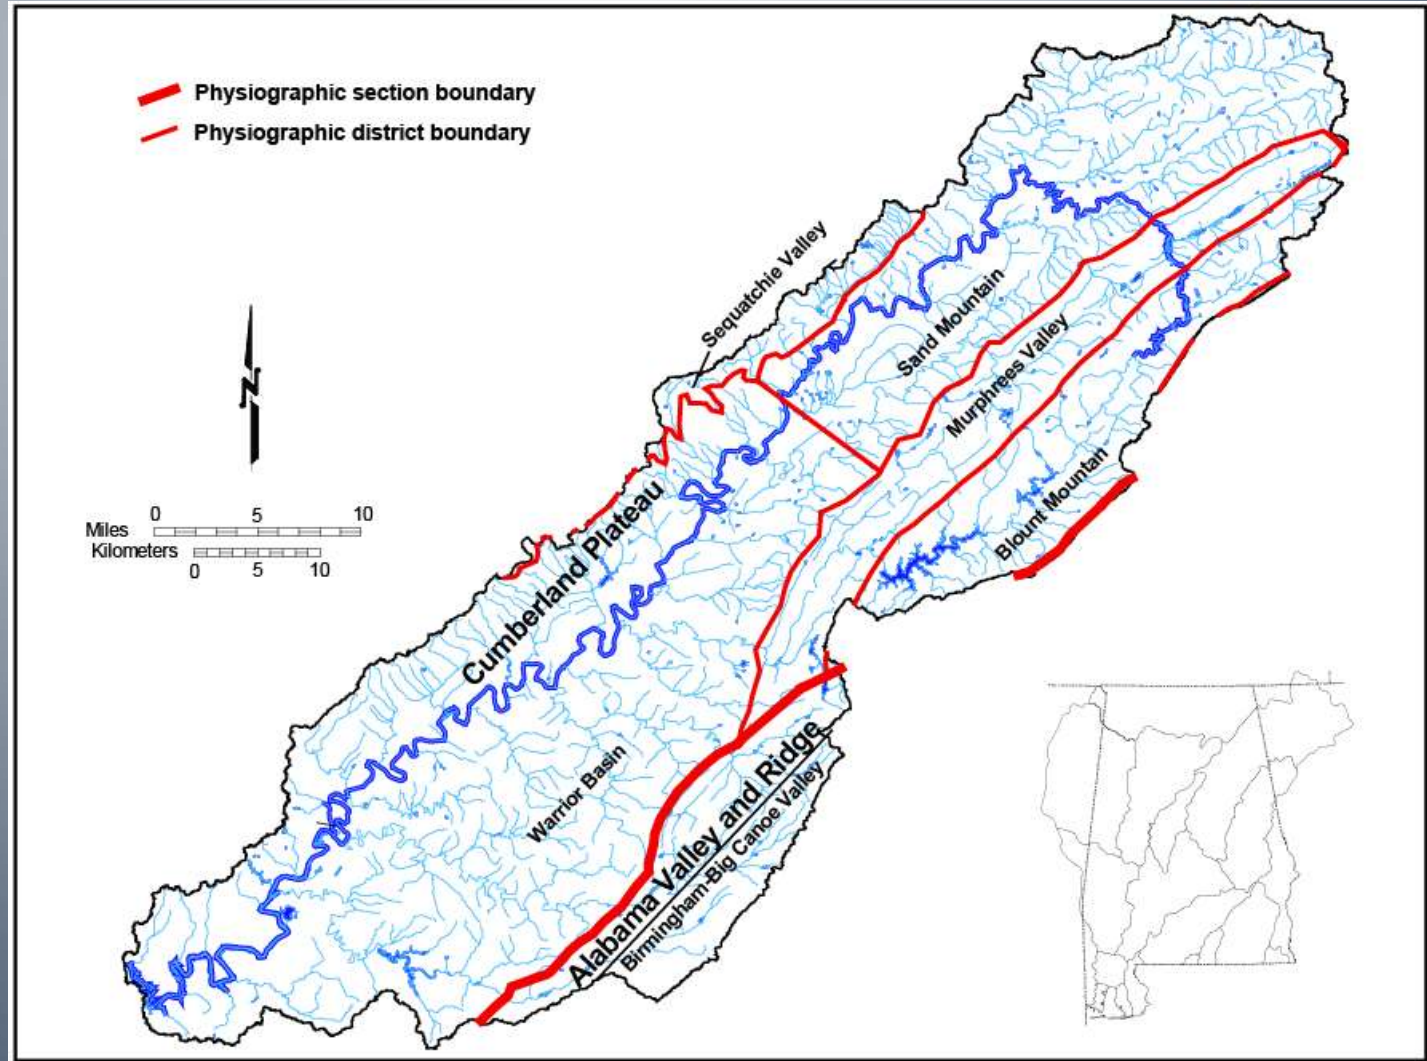 Physiographic section boundary
Physiographic district boundary
Sequatchie Valley
Sand Mountain
Murphrees Valley
N
Blount Mountan
Miles 0 5 10
Kilometers
0 5 10
Cumberland Plateau
Warrior Basin
Alabama Valley and Ridge
Birmingham-Big Canoe Valley